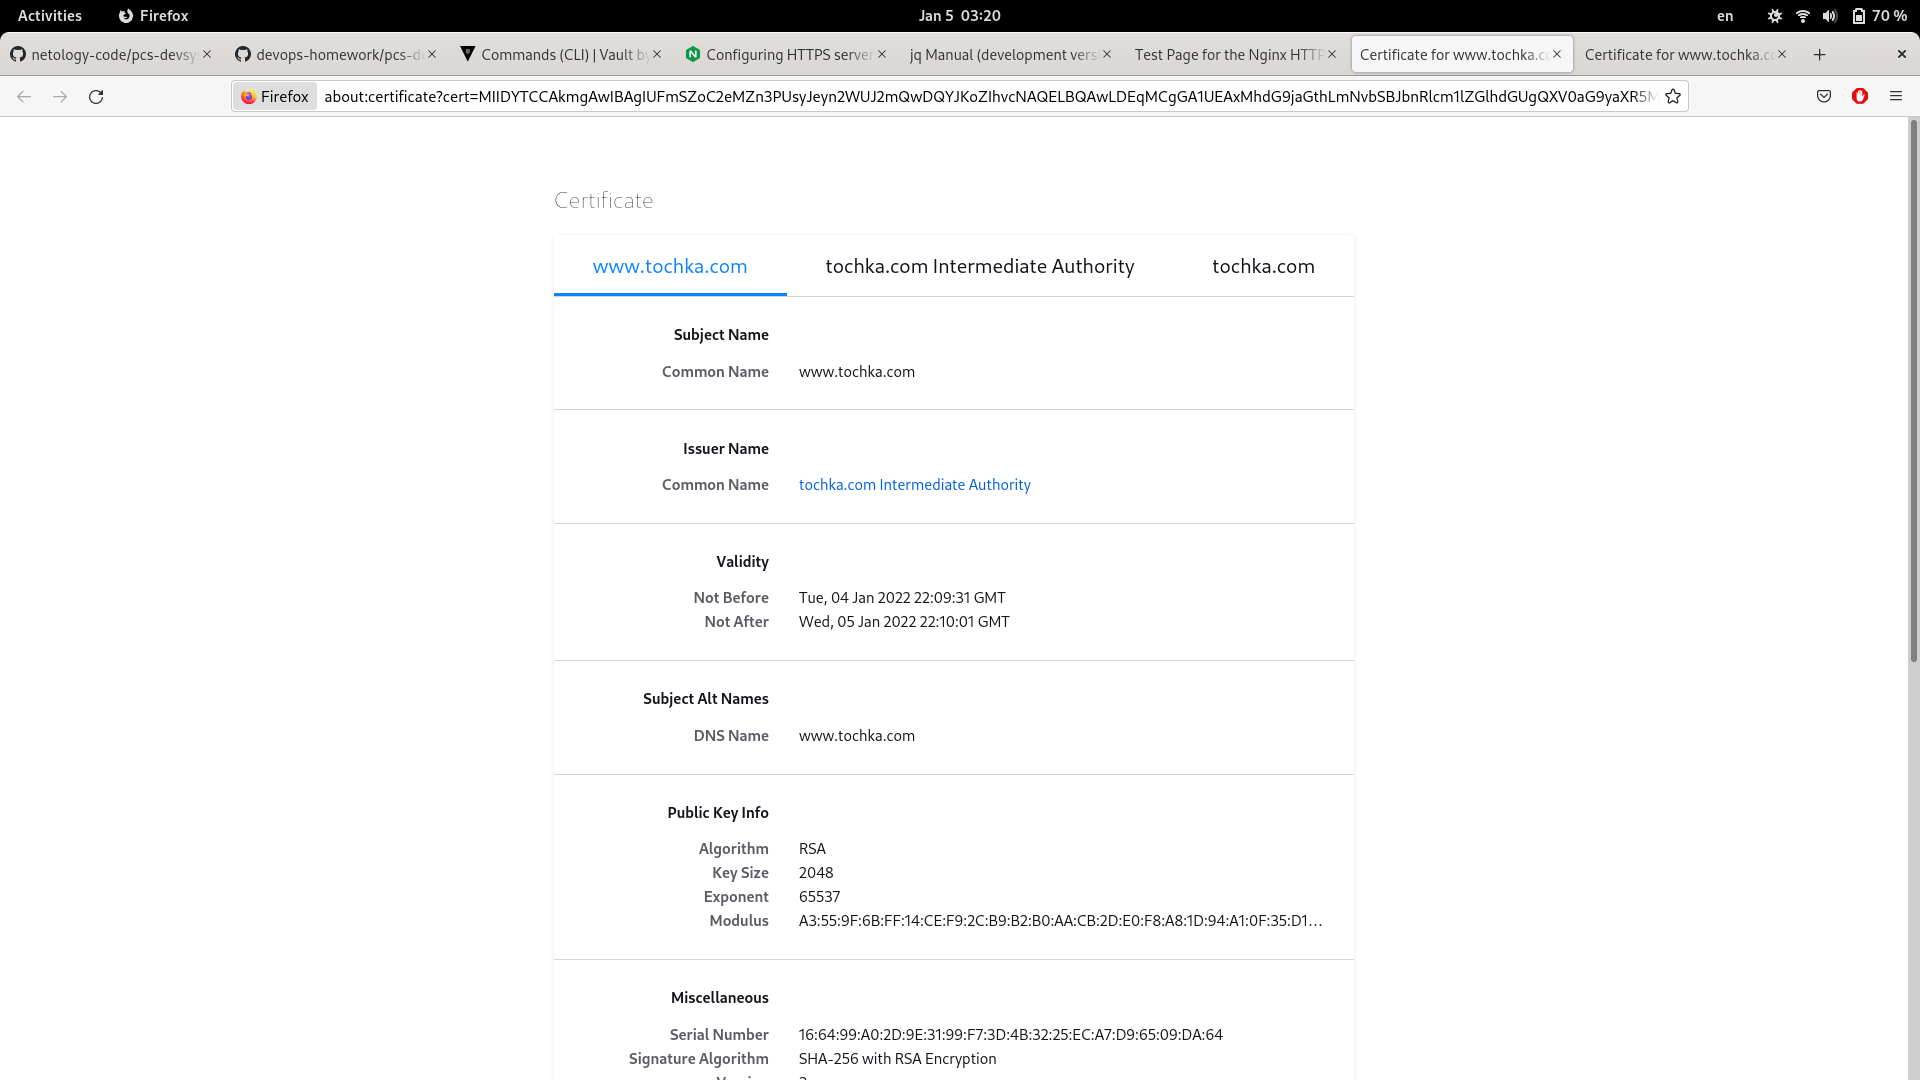 Activities Firefox Jan 5 03:20 en 70 %
netology-code/pcs-devsy devops-homework/pcs-de Commands (CLI) | Vault by Configuring HTTPS server jq Manual (development versi Test Page for the Nginx HTTP Certificate for www.tochka.co Certificate for www.tochka.co
Firefox about:certificate?cert=MIIDYTCCAkmgAwIBAgIUFmSZoC2eMZn3PUsyJeyn2WUJ2mQwDQYJKoZIhvcNAQELBQAwLDEqMCgGA1UEAxMhdG9jaGthLmNvbSBJbnRlcm1lZGlhdGUgQXV0aG9yaXR5M
Certificate
www.tochka.com tochka.com Intermediate Authority tochka.com
Subject Name
Common Name www.tochka.com
Issuer Name
Common Name tochka.com Intermediate Authority
Validity
Not Before Tue, 04 Jan 2022 22:09:31 GMT
Not After Wed, 05 Jan 2022 22:10:01 GMT
Subject Alt Names
DNS Name www.tochka.com
Public Key Info
Algorithm RSA
Key Size 2048
Exponent 65537
Modulus A3:55:9F:6B:FF:14:CE:F9:2C:B9:B2:B0:AA:CB:2D:E0:F8:A8:1D:94:A1:0F:35:D1…
Miscellaneous
Serial Number 16:64:99:A0:2D:9E:31:99:F7:3D:4B:32:25:EC:A7:D9:65:09:DA:64
Signature Algorithm SHA-256 with RSA Encryption